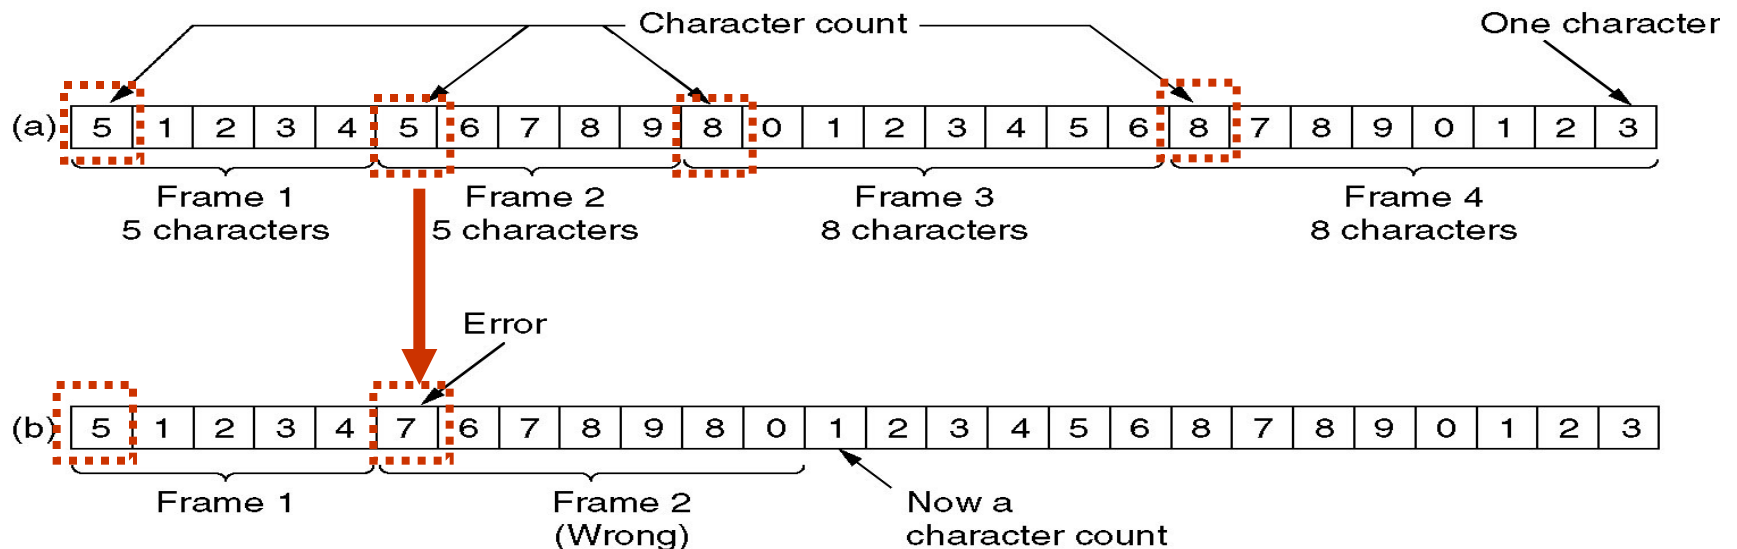 Character count One character
(a) 5 1 2 3 4 5 6 7 8 9 8 0 1 2 3 4 5 6 8 7 8 9 0 1 2 3
Frame 1 Frame 2 Frame 3 Frame 4
5 characters 5 characters 8 characters 8 characters
Error
(b) 5 1 2 3 4 7 6 7 8 9 8 0 1 2 3 4 5 6 8 7 8 9 0 1 2 3
Frame 1 Frame 2 Now a
(Wrong) character count